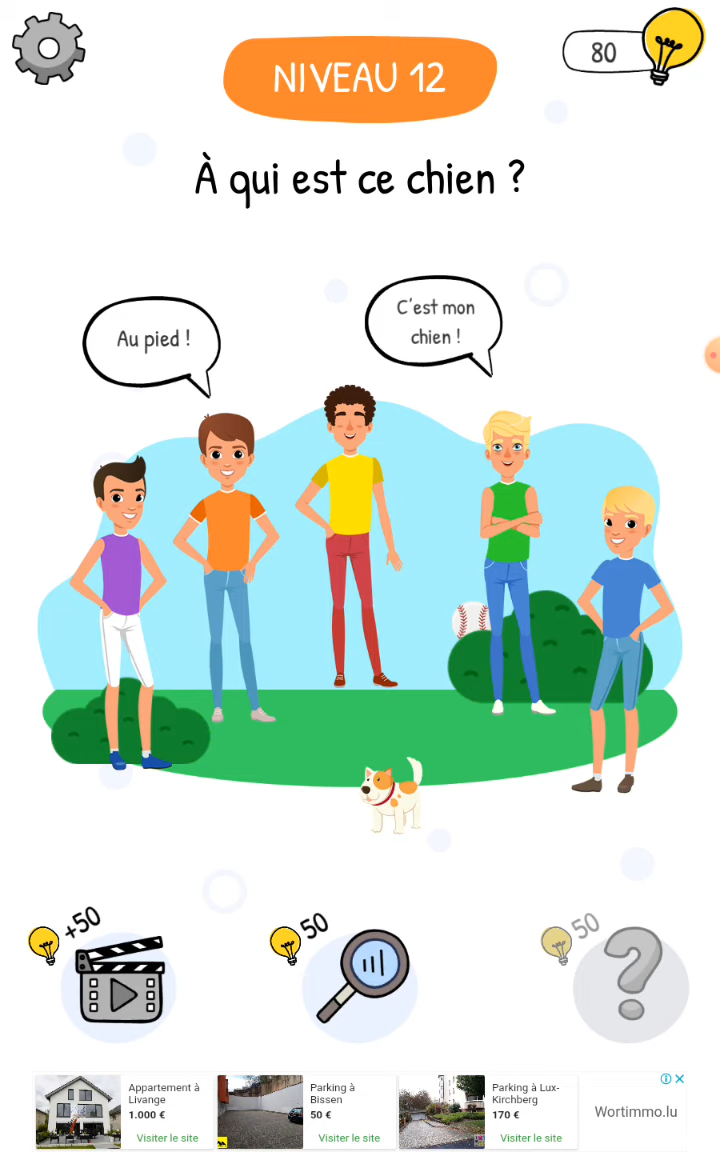 80
NIVEAU 12
À qui est ce chien ?
C'est mon
chien !
Au pied !
+50
50
50
Appartement à
Livange
1.000 €
Visiter le site
Parking à
Bissen
50 €
Visiter le site
Parking à Lux-
Kirchberg
170 €
Visiter le site
Wortimmo.lu